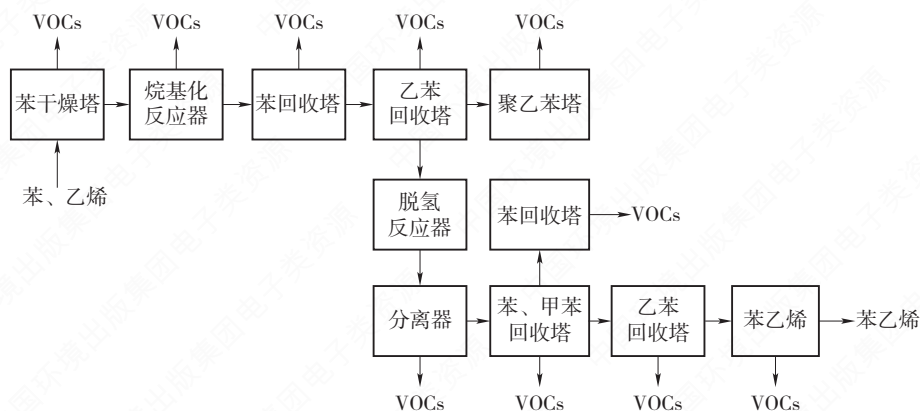 VOCs VOCs VOCs VOCs VOCs
苯干燥塔
烷基化
反应器
苯回收塔
乙苯
回收塔
聚乙苯塔
苯、乙烯
脱氢
反应器
苯回收塔
VOCs
分离器
苯、甲苯
回收塔
乙苯
回收塔
苯乙烯
苯乙烯
VOCs VOCs VOCs VOCs